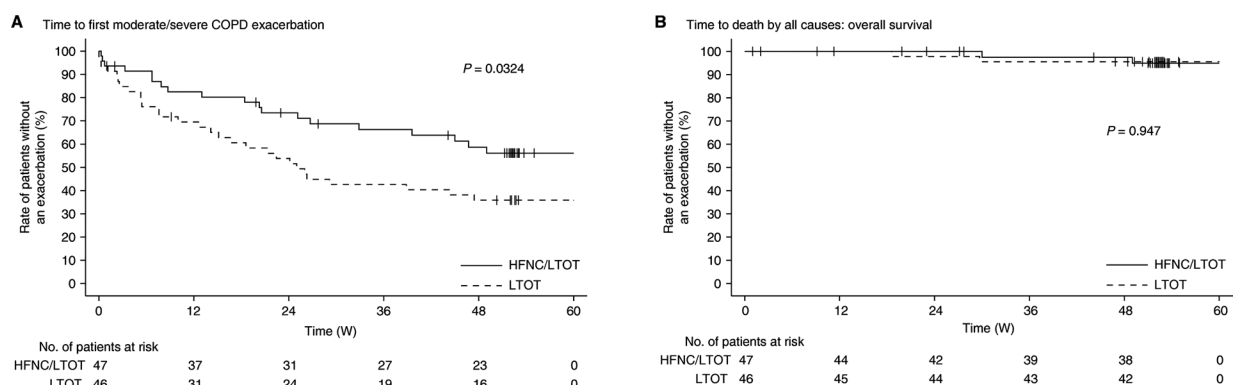 A Time to first moderate/severe COPD exacerbation
100
90
80
70
60
50
40
30
20
10
0
Rate of patients without
an exacerbation (%)
P = 0.0324
HFNC/LTOT
LTOT
0 12 24 36 48 60
Time (W)
No. of patients at risk
HFNC/LTOT 47 37 31 27 23 0
LTOT 46 31 24 19 16 0
B Time to death by all causes: overall survival
100
90
80
70
60
50
40
30
20
10
0
Rate of patients without
an exacerbation (%)
P = 0.947
HFNC/LTOT
LTOT
0 12 24 36 48 60
Time (W)
No. of patients at risk
HFNC/LTOT 47 44 42 39 38 0
LTOT 46 45 44 43 42 0